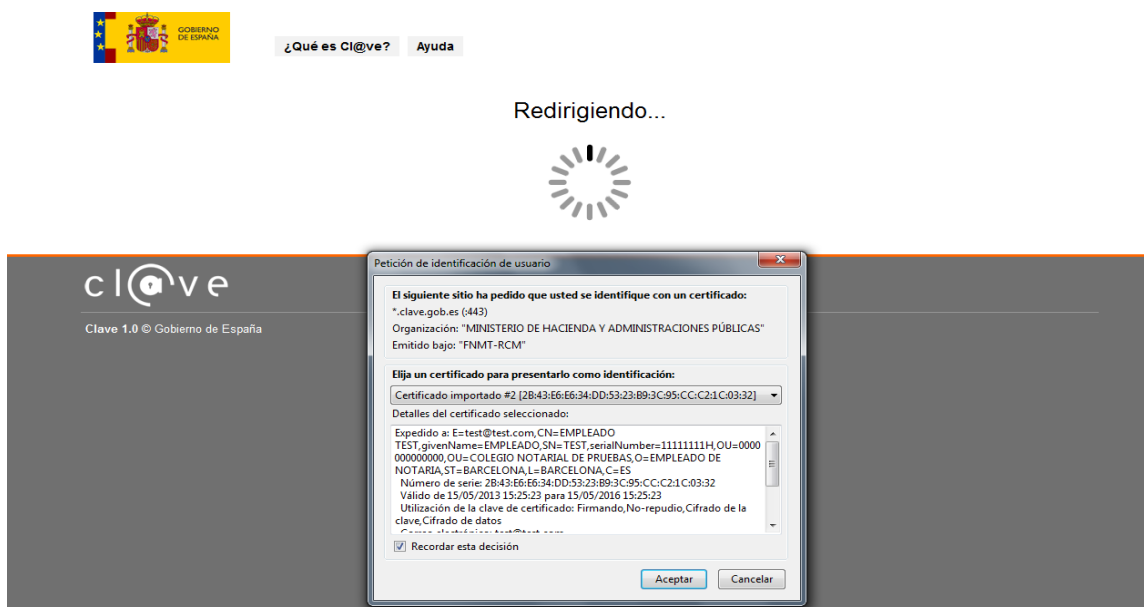 GOBIERNO
DE ESPAÑA
¿Qué es Cl@ve?
Ayuda
Redirigiendo...
cl@ve
Clave 1.0 © Gobierno de España
Petición de identificación de usuario
El siguiente sitio ha pedido que usted se identifique con un certificado:
*.clave.gob.es (:443)
Organización: "MINISTERIO DE HACIENDA Y ADMINISTRACIONES PÚBLICAS"
Emitido bajo: "FNMT-RCM"
Elija un certificado para presentarlo como identificación:
Certificado importado #2 [2B:43:E6:E6:34:DD:53:23:B9:3C:95:CC:C2:1C:03:32]
Detalles del certificado seleccionado:
Expedido a: E=test@test.com,CN=EMPLEADO
TEST,givenName=EMPLEADO,SN=TEST,serialNumber=11111111H,OU=0000
000000000,OU=COLEGIO NOTARIAL DE PRUEBAS,O=EMPLEADO DE
NOTARIA,ST=BARCELONA,L=BARCELONA,C=ES
Número de serie: 2B:43:E6:E6:34:DD:53:23:B9:3C:95:CC:C2:1C:03:32
Válido de 15/05/2013 15:25:23 para 15/05/2016 15:25:23
Utilización de la clave de certificado: Firmando,No-repudio,Cifrado de la
clave,Cifrado de datos
Correo electrónico: test@test.com
Recordar esta decisión
Aceptar
Cancelar